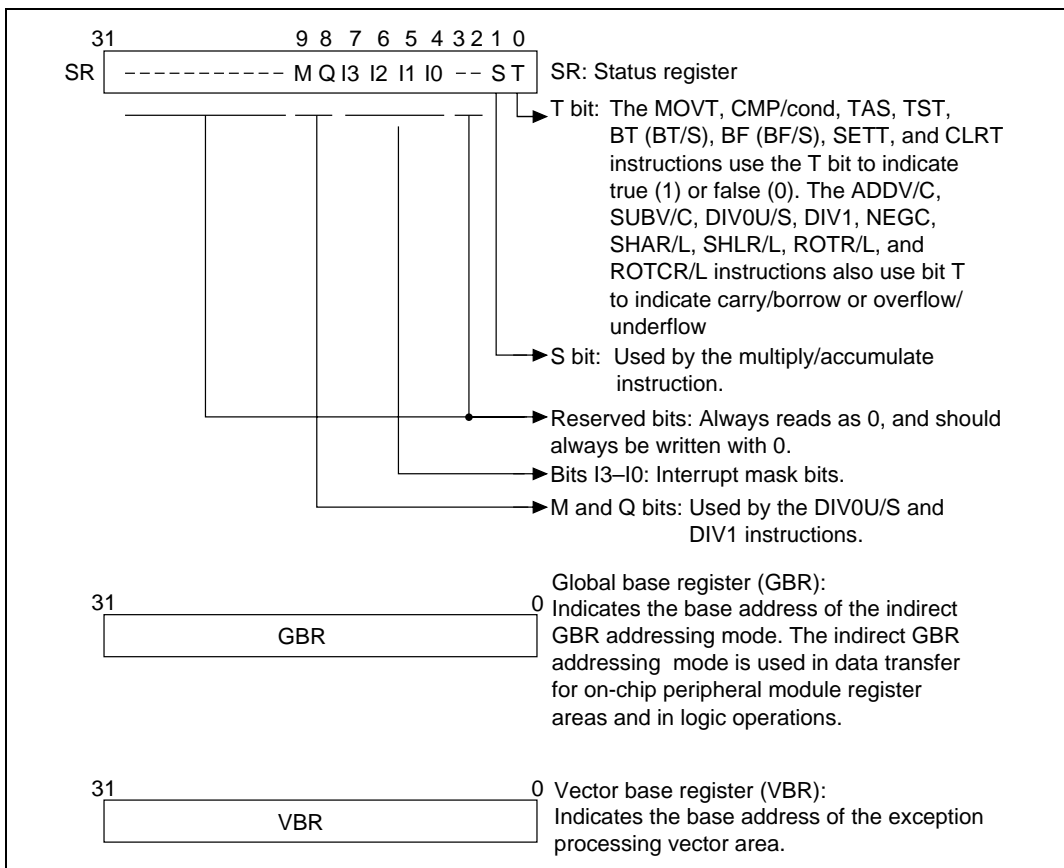 31 9 8 7 6 5 4 3 2 1 0
SR ----------- M Q I3 I2 I1 I0 -- S T SR: Status register
T bit: The MOVT, CMP/cond, TAS, TST,
BT (BT/S), BF (BF/S), SETT, and CLRT
instructions use the T bit to indicate
true (1) or false (0). The ADDV/C,
SUBV/C, DIV0U/S, DIV1, NEGC,
SHAR/L, SHLR/L, ROTR/L, and
ROTCR/L instructions also use bit T
to indicate carry/borrow or overflow/
underflow
S bit: Used by the multiply/accumulate
instruction.
Reserved bits: Always reads as 0, and should
always be written with 0.
Bits I3–I0: Interrupt mask bits.
M and Q bits: Used by the DIV0U/S and
DIV1 instructions.
Global base register (GBR):
31 0 Indicates the base address of the indirect
GBR GBR addressing mode. The indirect GBR
addressing mode is used in data transfer
for on-chip peripheral module register
areas and in logic operations.
31 0 Vector base register (VBR):
VBR Indicates the base address of the exception
processing vector area.